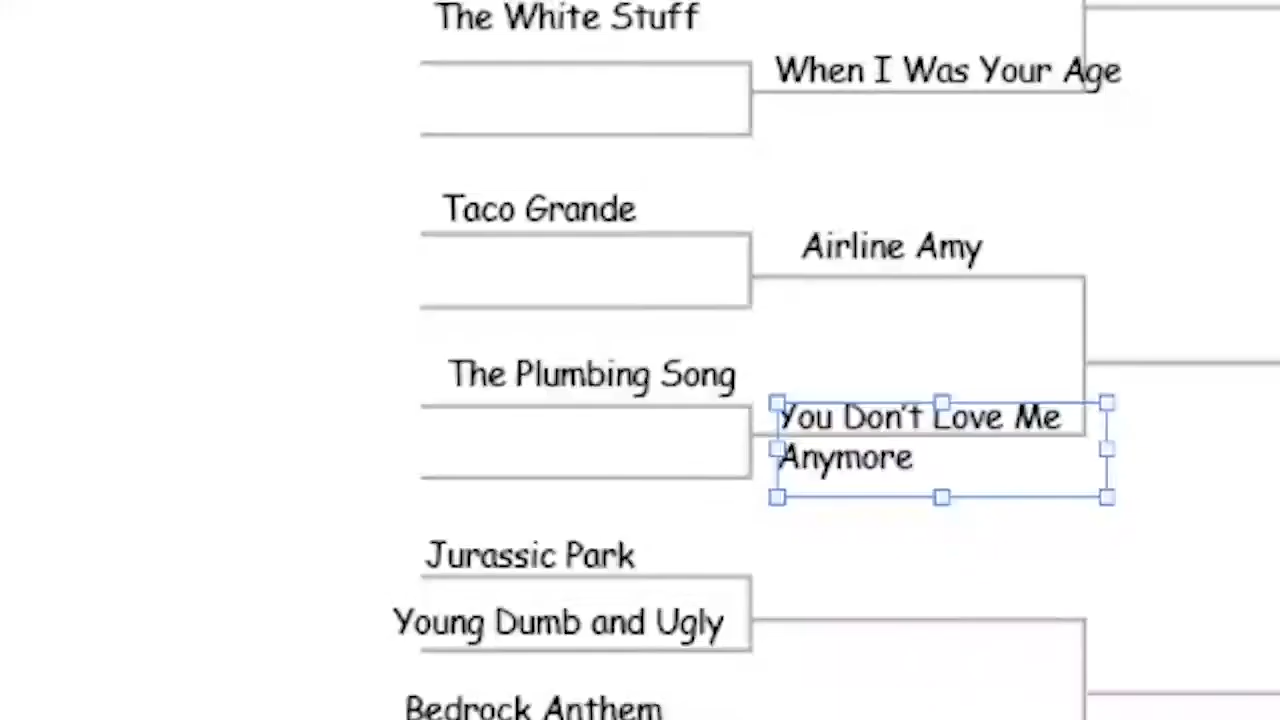 The White Stuff
When I Was Your Age
Taco Grande
Airline Amy
The Plumbing Song
You Don't Love Me
Anymore
Jurassic Park
Young Dumb and Ugly
Bedrock Anthem